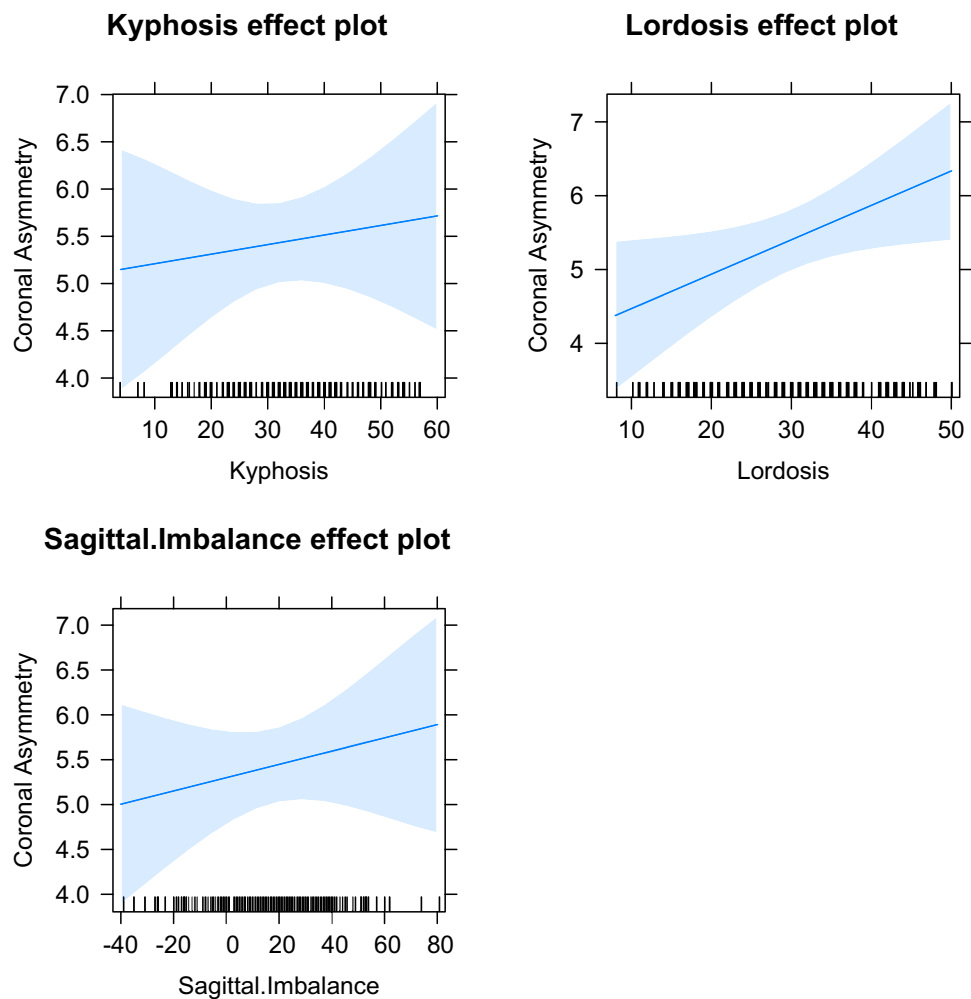 Kyphosis effect plot
Coronal Asymmetry
7.0
6.5
6.0
5.5
5.0
4.5
4.0
10 20 30 40 50 60
Kyphosis
Lordosis effect plot
Coronal Asymmetry
7
6
5
4
10 20 30 40 50
Lordosis
Sagittal.Imbalance effect plot
Coronal Asymmetry
7.0
6.5
6.0
5.5
5.0
4.5
4.0
-40 -20 0 20 40 60 80
Sagittal.Imbalance